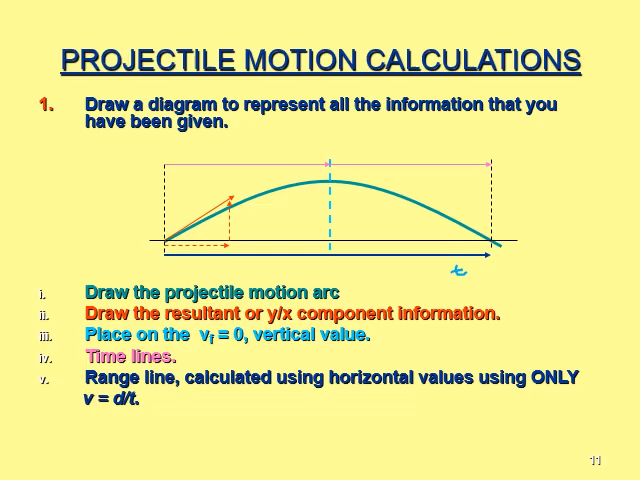 PROJECTILE MOTION CALCULATIONS
1. Draw a diagram to represent all the information that you
have been given.
t
i. Draw the projectile motion arc
ii. Draw the resultant or y/x component information.
iii. Place on the vf = 0, vertical value.
iv. Time lines.
v. Range line, calculated using horizontal values using ONLY
v = d/t.
11